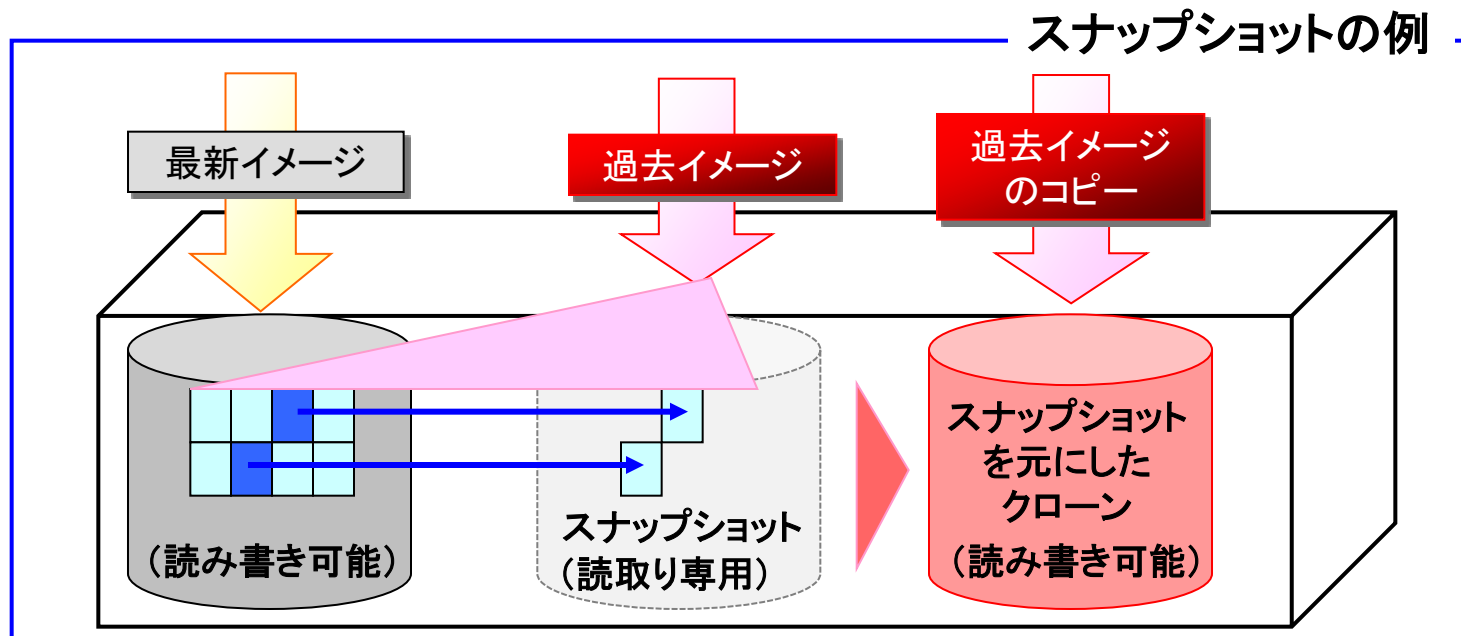 スナップショットの例
最新イメージ
過去イメージ
過去イメージ
のコピー
(読み書き可能)
スナップショット
(読取り専用)
スナップショット
を元にした
クローン
(読み書き可能)